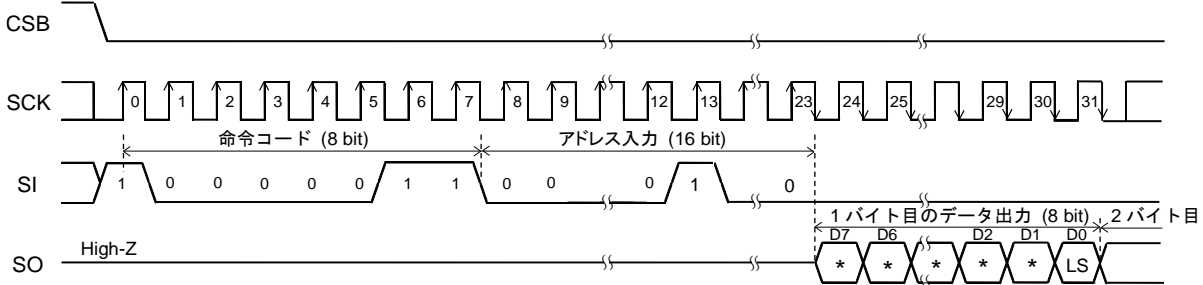 CSB
SCK 0 1 2 3 4 5 6 7 8 9 12 13 23 24 25 29 30 31
命令コード (8 bit) アドレス入力 (16 bit)
SI 1 0 0 0 0 0 1 1 0 0 0 1 0
1 バイト目のデータ出力 (8 bit) 2 バイト目
High-Z D7 D6 D2 D1 D0
SO * * * * * LS